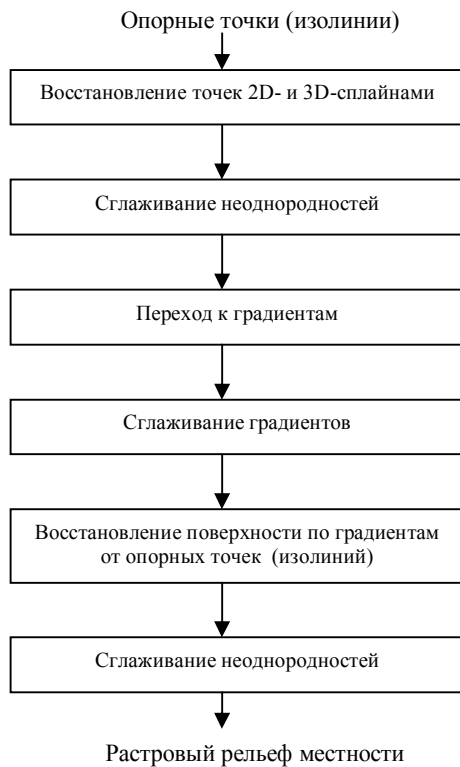 Опорные точки (изолинии)
Восстановление точек 2D- и 3D-сплайнами
Сглаживание неоднородностей
Переход к градиентам
Сглаживание градиентов
Восстановление поверхности по градиентам
от опорных точек (изолиний)
Сглаживание неоднородностей
Растровый рельеф местности